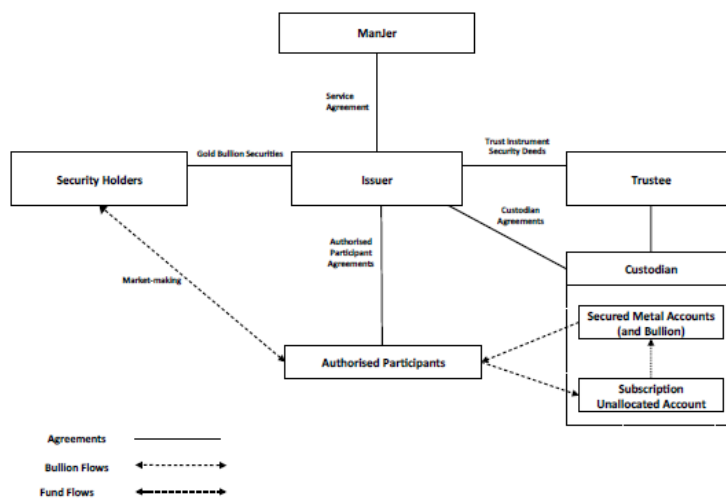 ManJer
Service
Agreement
Gold Bullion Securities
Trust Instrument
Security Deeds
Security Holders
Issuer
Trustee
Custodian
Agreements
Authorised
Participant
Agreements
Custodian
Market-making
Secured Metal Accounts
(and Bullion)
Authorised Participants
Subscription
Unallocated Account
Agreements
Bullion Flows
Fund Flows